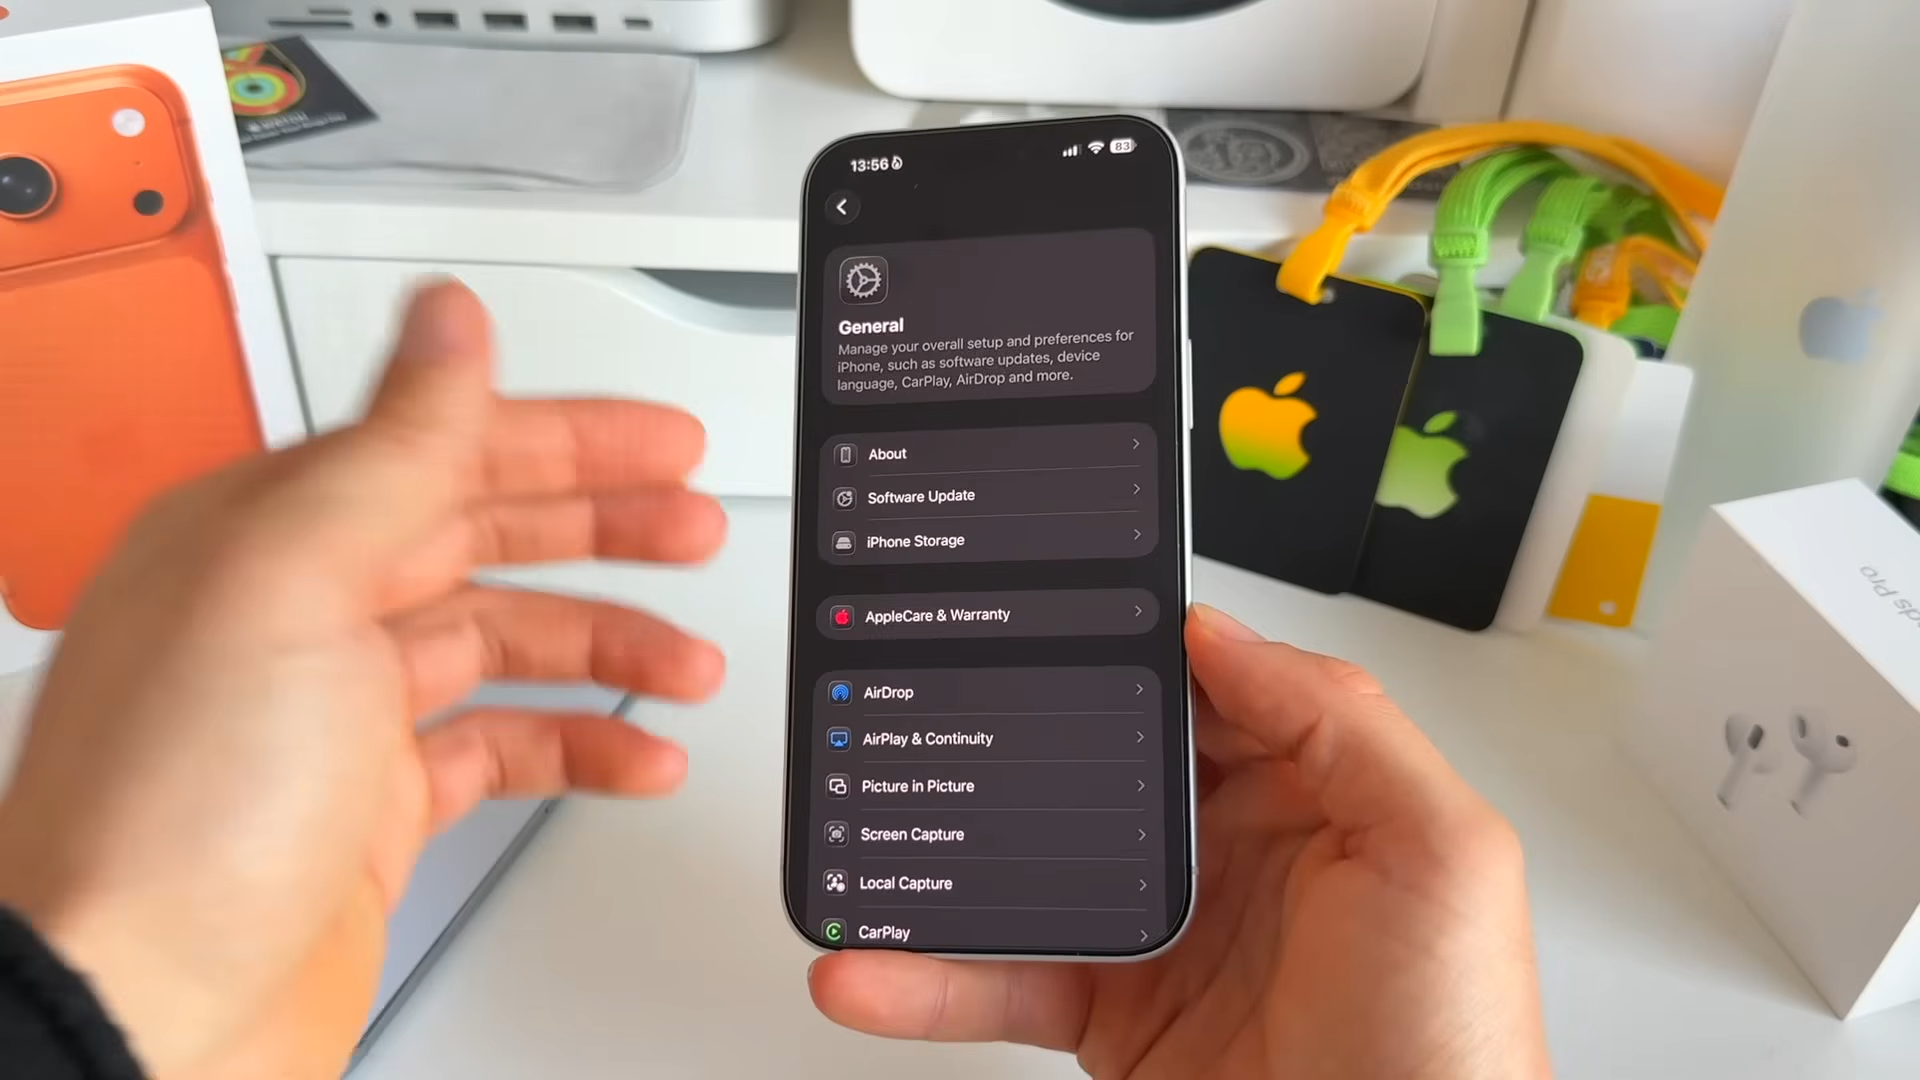 13:56
83
General
Manage your overall setup and preferences for
iPhone, such as software updates, device
language, CarPlay, AirDrop and more.
About
Software Update
iPhone Storage
AppleCare & Warranty
AirDrop
AirPlay & Continuity
Picture in Picture
Screen Capture
Local Capture
CarPlay
ds Pro